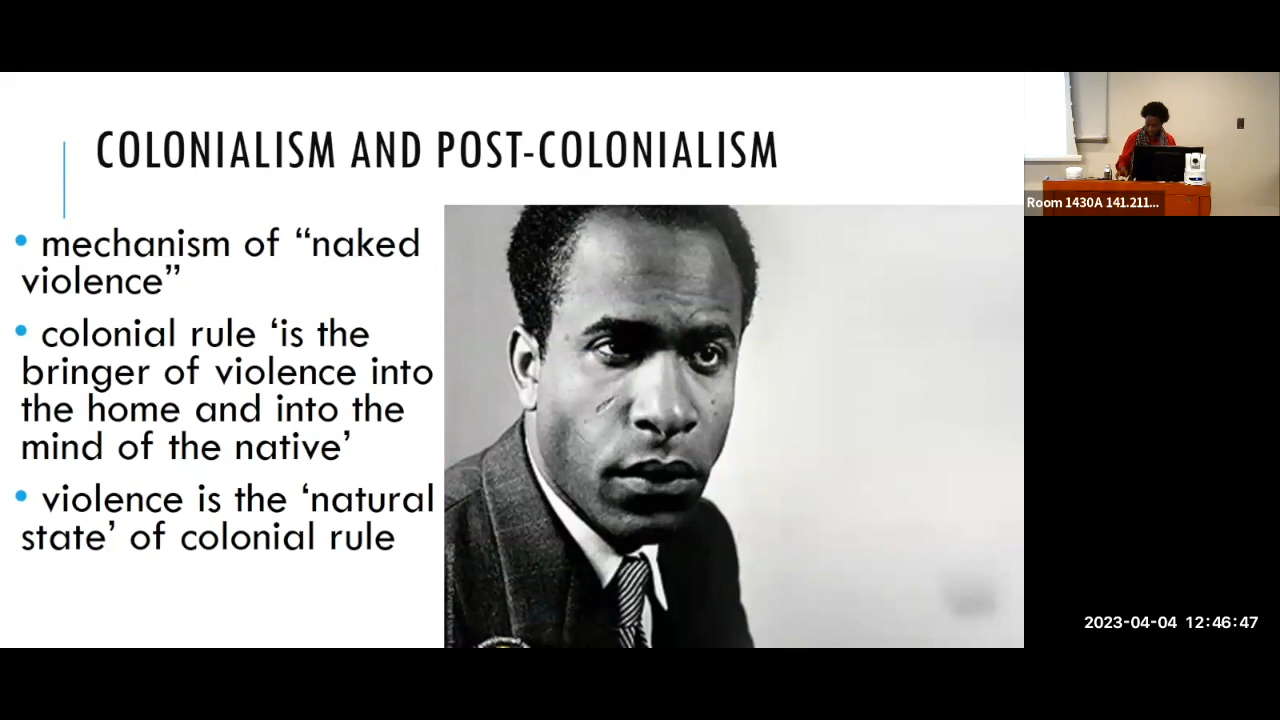 COLONIALISM AND POST-COLONIALISM
• mechanism of “naked
violence”
• colonial rule ‘is the
bringer of violence into
the home and into the
mind of the native’
• violence is the ‘natural
state’ of colonial rule
Room 1430A 141.211...
2023-04-04 12:46:47